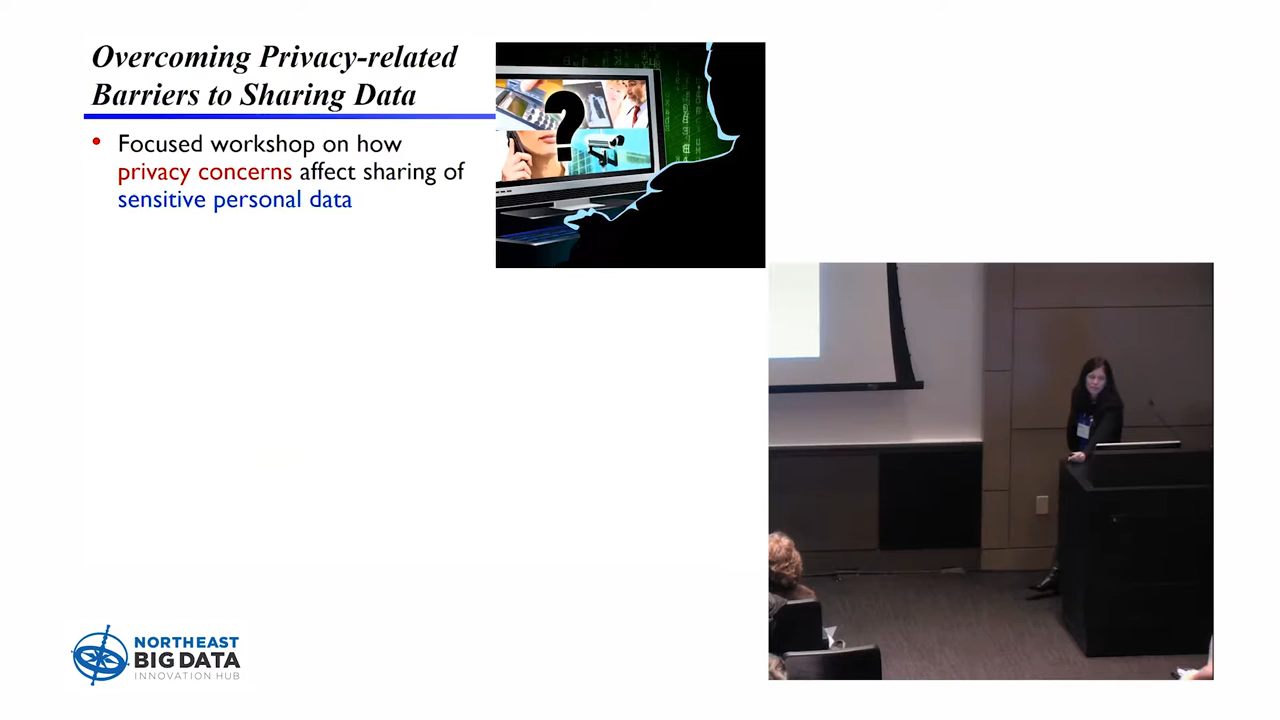 Overcoming Privacy-related
Barriers to Sharing Data
• Focused workshop on how
privacy concerns affect sharing of
sensitive personal data
?
NORTHEAST
BIG DATA
INNOVATION HUB